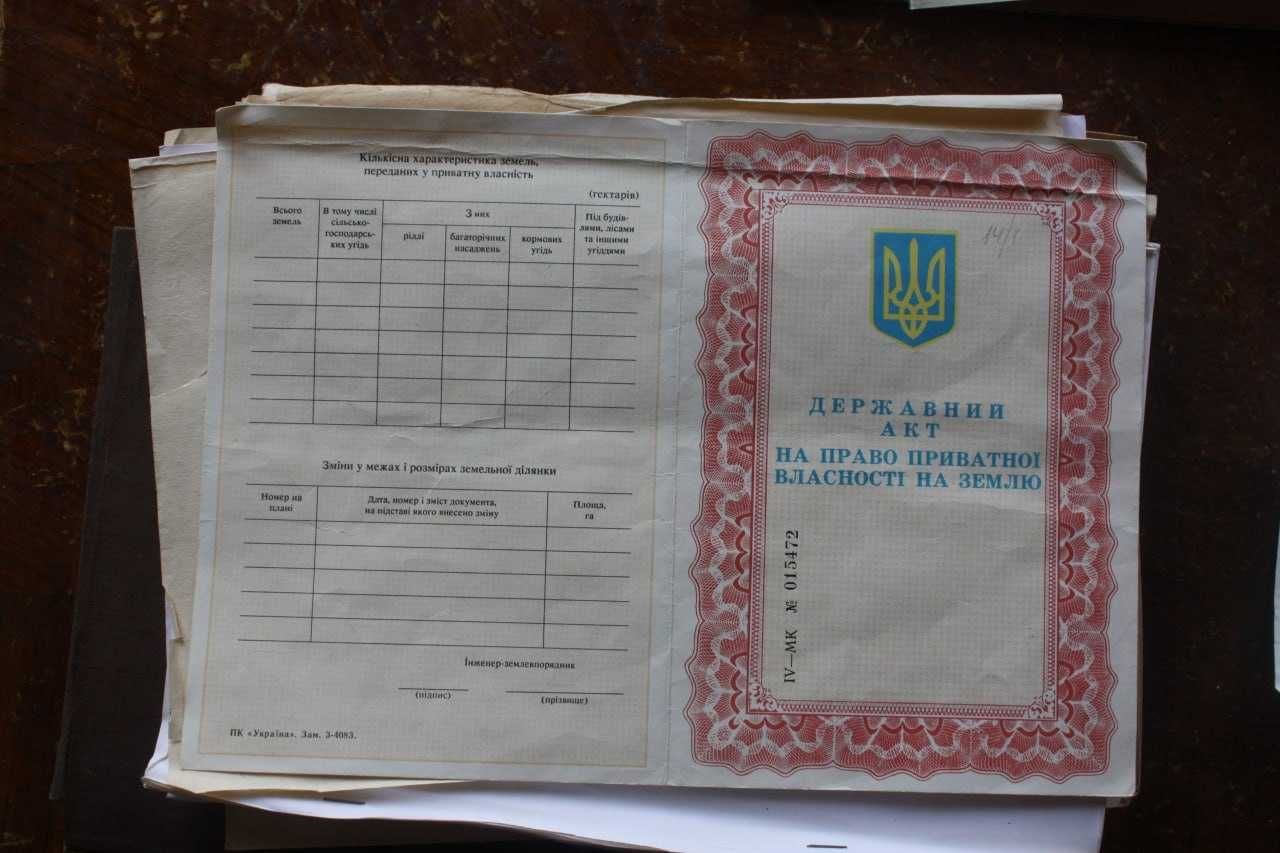 Кількісна характеристика земель,
переданих у приватну власність
(гектарів)
Всього
земель
В тому числі
сільсько-
господарсь-
ких угідь
З них
ріллі
багаторічних
насаджень
кормових
угідь
Під будів-
лями, лісами
та іншими
угіддями
Зміни у межах і розмірах земельної ділянки
Номер на
плані
Дата, номер і зміст документа,
на підставі якого внесено зміну
Площа,
га
Інженер-землевпорядник
(підпис)
(прізвище)
ПК «Україна». Зам. 3-4083.
14/1
ДЕРЖАВНИЙ
АКТ
НА ПРАВО ПРИВАТНОЇ
ВЛАСНОСТІ НА ЗЕМЛЮ
IV—МК № 015472